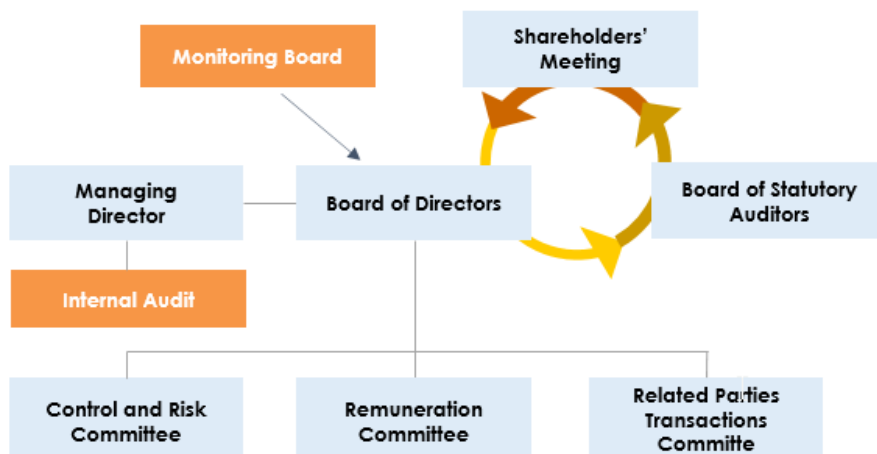 Monitoring Board
Shareholders'
Meeting
Managing
Director
Board of Directors
Board of Statutory
Auditors
Internal Audit
Control and Risk
Committee
Remuneration
Committee
Related Parties
Transactions
Committe